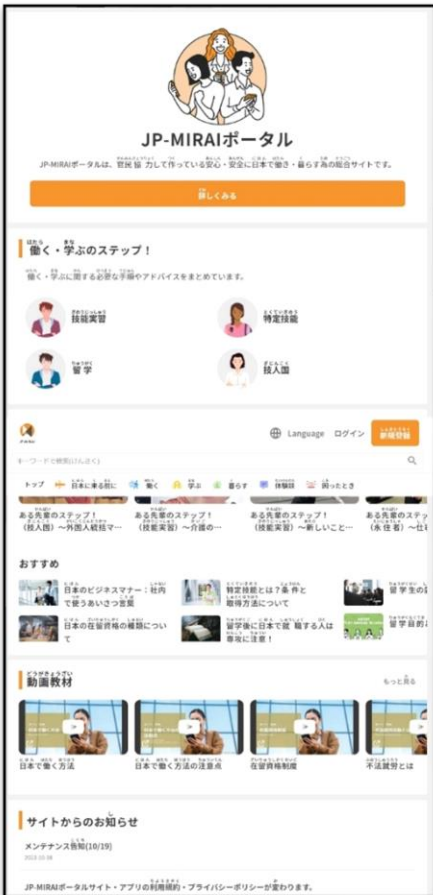 JP-MIRAIポータル
JP-MIRAIポータルは、官民協力して作っている安心・安全に日本で働き・暮らす為の総合サイトです。
詳しくみる
働く・学ぶのステップ！
働く・学ぶに関する必要な手順やアドバイスをまとめています。
技能実習
特定技能
留学
技人国
Language ログイン 新規登録
キーワードで検索(けんさく)
トップ 日本に来る前に 働く 学ぶ 暮らす 体験談 困ったとき
ある先輩のステップ！
（技人国）～外国人統括マ…
ある先輩のステップ！
（技能実習）～介護の…
ある先輩のステップ！
（技能実習）～新しいこと…
ある先輩のステップ
（永住者）～仕
おすすめ
日本のビジネスマナー：社内
で使うあいさつ言葉
特定技能とは？条件と
取得方法について
留学生の
日本の在留資格の種類につい
て
留学後に日本で就職する人は
専攻に注意！
留学目的
動画教材
もっと見る
日本で働く方法
日本で働く方法の注意点
在留資格制度
不法就労とは
サイトからのお知らせ
メンテナンス告知(10/19)
JP-MIRAIポータルサイト・アプリの利用規約・プライバシーポリシーが変わります。